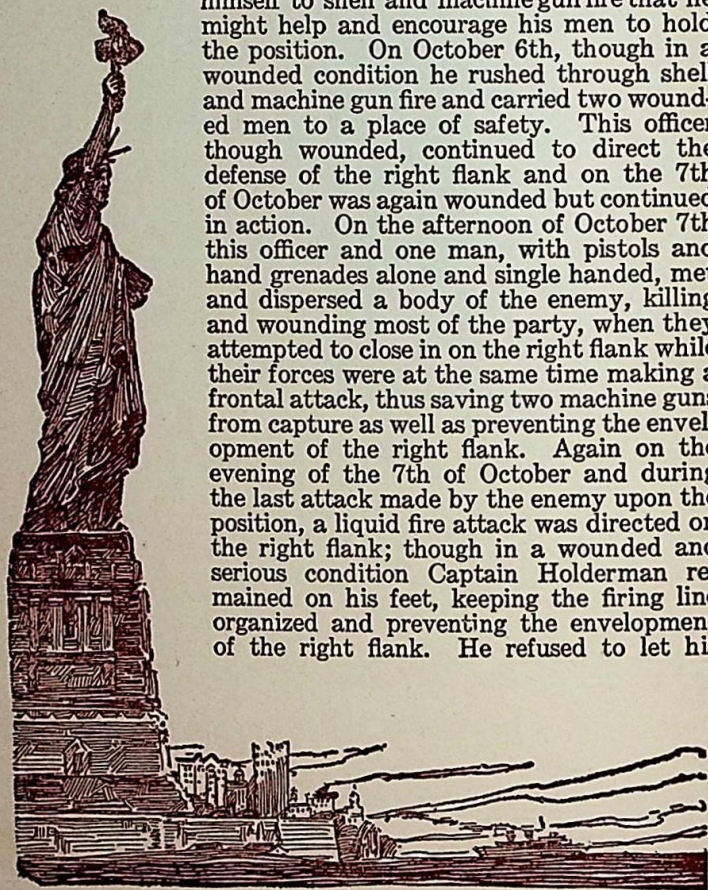 himself to shell and machine gun fire that he
might help and encourage his men to hold
the position. On October 6th, though in a
wounded condition he rushed through shell
and machine gun fire and carried two wound-
ed men to a place of safety. This officer
though wounded, continued to direct the
defense of the right flank and on the 7th
of October was again wounded but continued
in action. On the afternoon of October 7th
this officer and one man, with pistols and
hand grenades alone and single handed, met
and dispersed a body of the enemy, killing
and wounding most of the party, when they
attempted to close in on the right flank while
their forces were at the same time making a
frontal attack, thus saving two machine guns
from capture as well as preventing the envel
opment of the right flank. Again on the
evening of the 7th of October and during
the last attack made by the enemy upon the
position, a liquid fire attack was directed on
the right flank; though in a wounded and
serious condition Captain Holderman re
mained on his feet, keeping the firing line
organized and preventing the envelopment
of the right flank. He refused to let hi